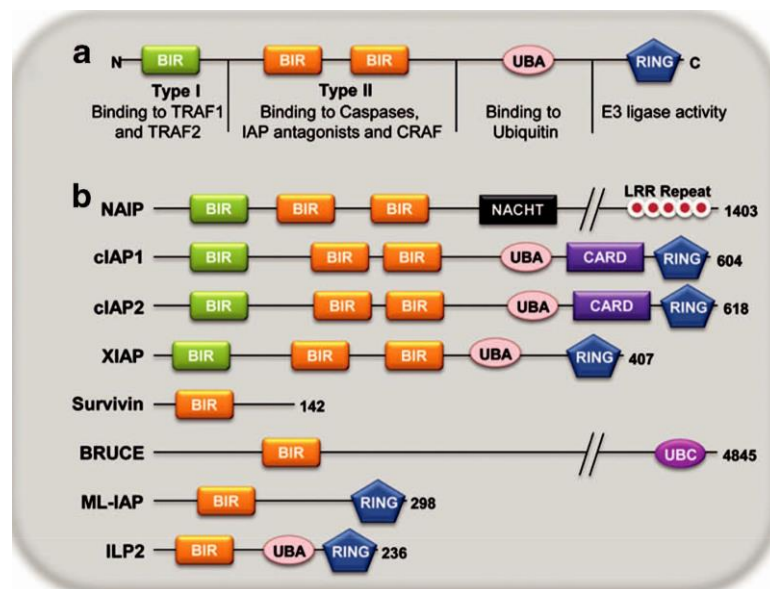 a
N BIR BIR BIR UBA RING C
Type I Type II
Binding to TRAF1 Binding to Caspases, Binding to E3 ligase activity
and TRAF2 IAP antagonists and CRAF Ubiquitin
b
LRR Repeat
NAIP BIR BIR BIR NACHT 1403
cIAP1 BIR BIR BIR UBA CARD RING 604
cIAP2 BIR BIR BIR UBA CARD RING 618
XIAP BIR BIR BIR UBA RING 407
Survivin BIR 142
BRUCE BIR UBC 4845
ML-IAP BIR RING 298
ILP2 BIR UBA RING 236